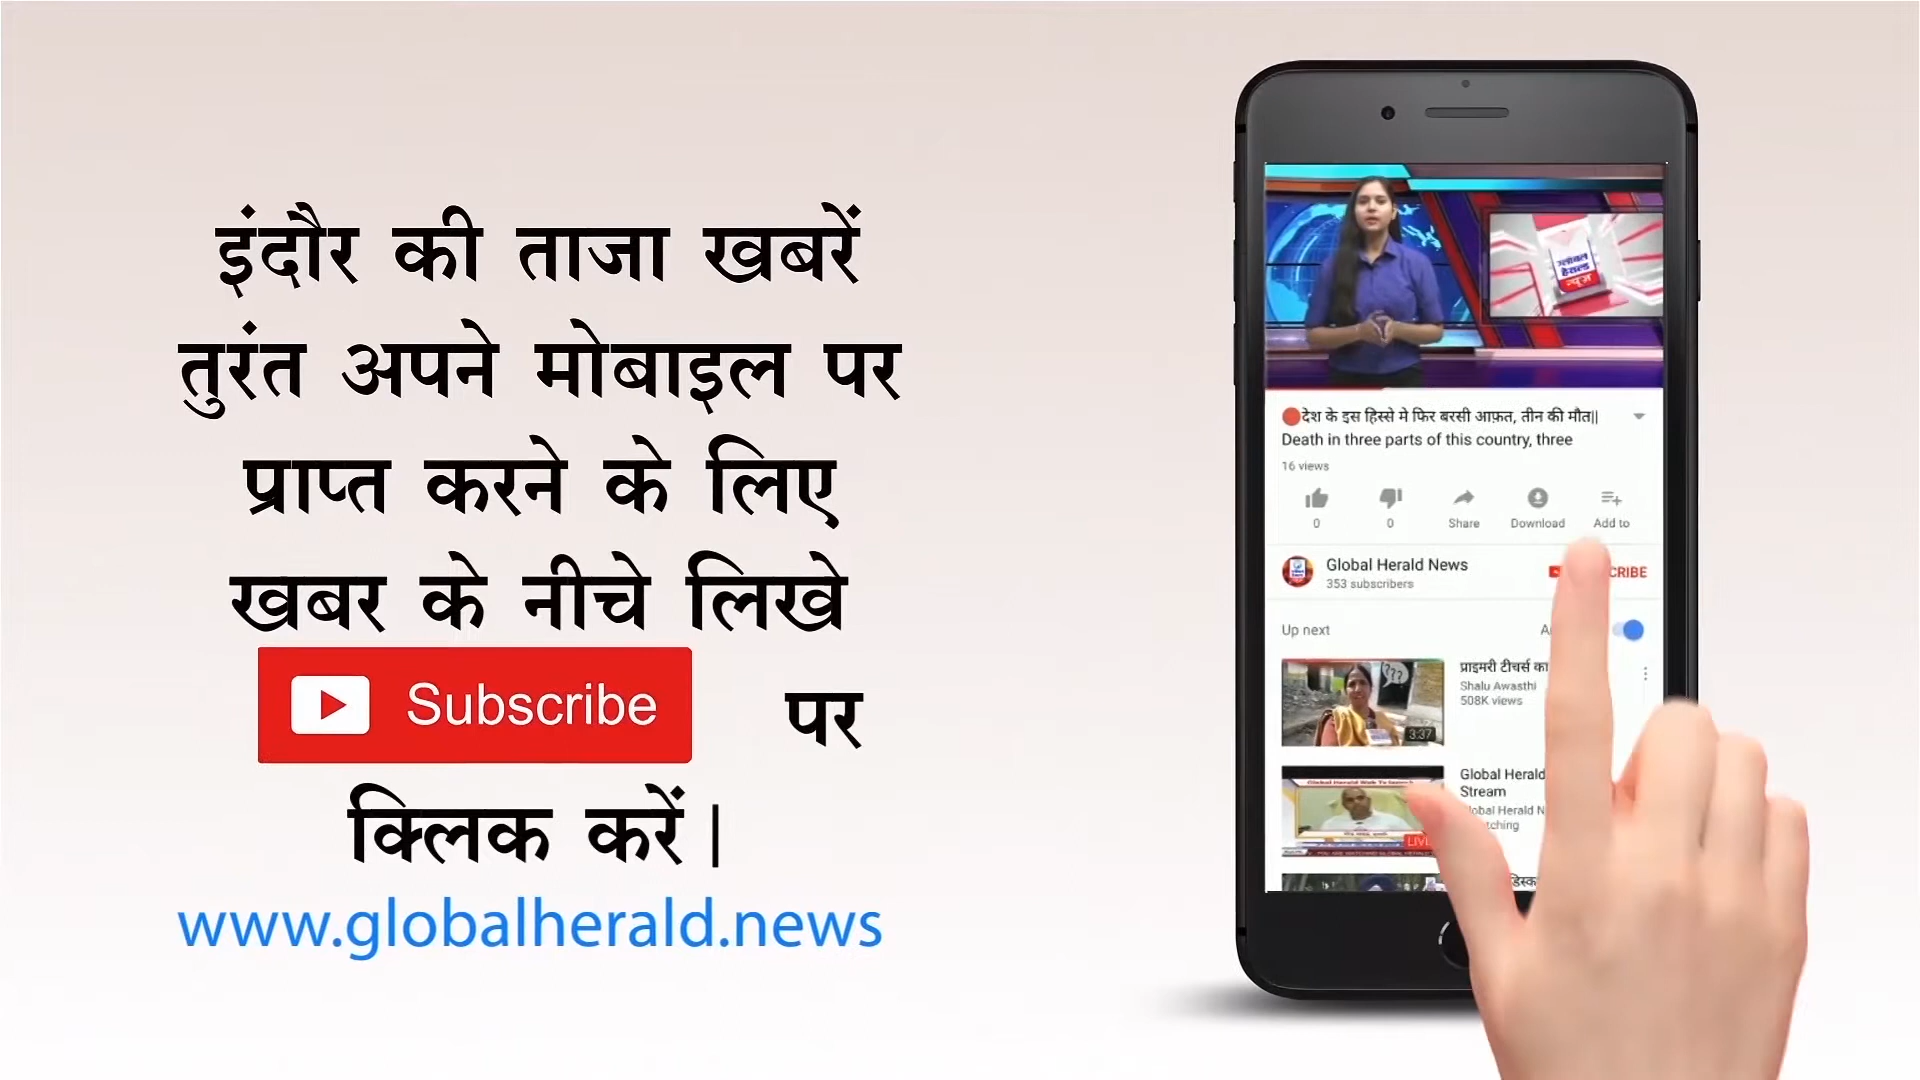 इंदौर की ताजा खबरें
तुरंत अपने मोबाइल पर
प्राप्त करने के लिए
खबर के नीचे लिखे
Subscribe पर
क्लिक करें|
www.globalherald.news
ग्लोबल
हेराल्ड
न्यूज़
देश के इस हिस्से मे फिर बरसी आफ़त, तीन की मौत||
Death in three parts of this country, three
16 views
0 0 Share Download Add to
Global Herald News
353 subscribers
Up next
प्राइमरी टीचर्स का
Shalu Awasthi
508K views
3:37
Global Herald
Stream
LIVE